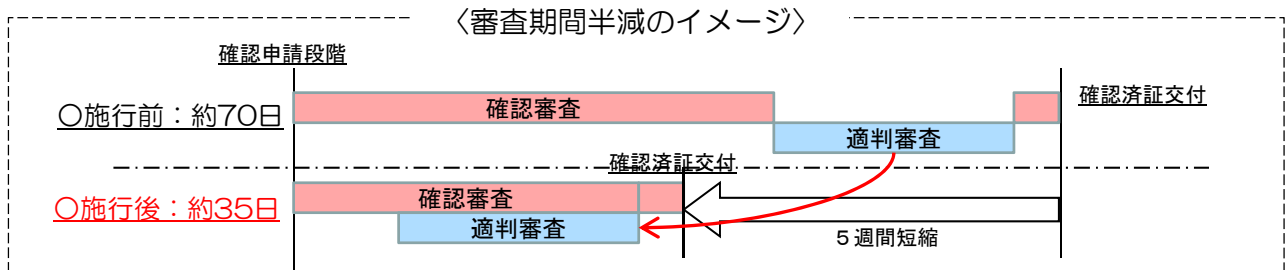 〈審査期間半減のイメージ〉
確認申請段階
確認済証交付
〇施行前：約70日
確認審査
適判審査
確認済証交付
〇施行後：約35日
確認審査
適判審査
５週間短縮